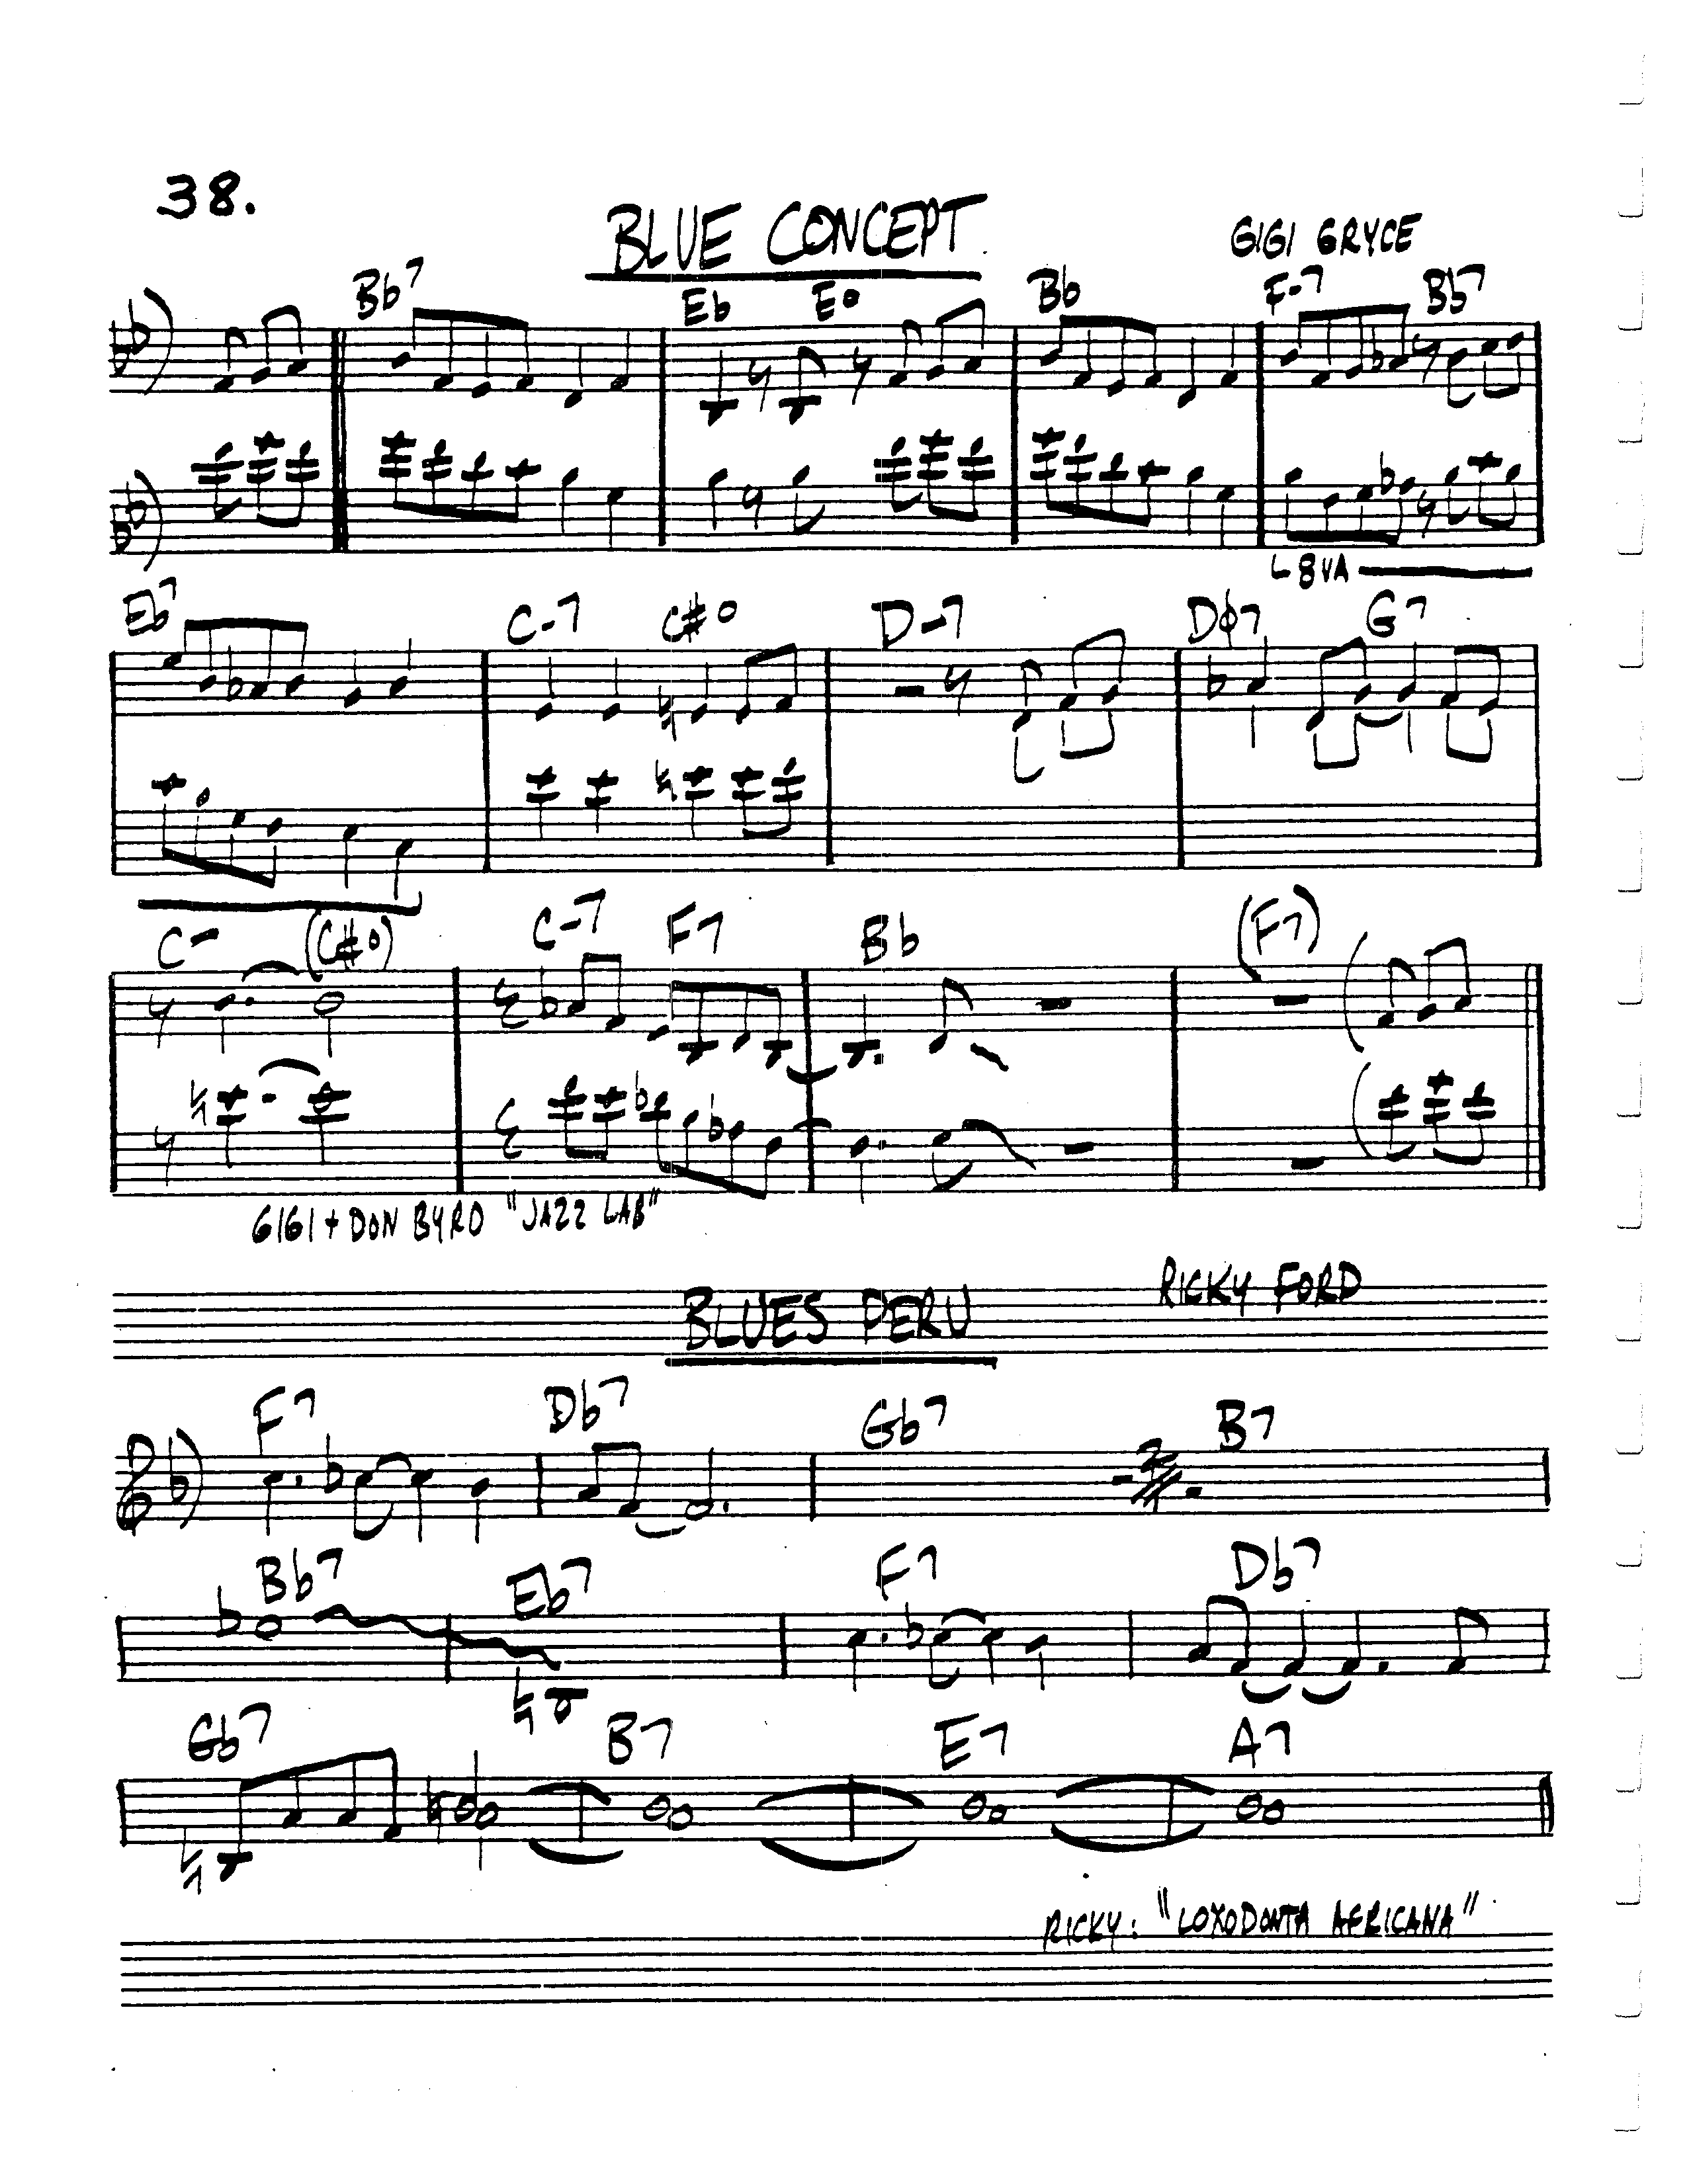 38.
BLUE CONCEPT
GIGI GRYCE
Bb7 Eb Eo Bb F-7 Bb7
8VA
Eb7 C-7 C#o D-7 Dø7 G7
C- (C#o) C-7 F7 Bb (F7)
GIGI + DON BYRD "JAZZ LAB"
BLUES PERU
RICKY FORD
F7 Db7 Gb7 B7
2
Bb7 Eb7 F7 Db7
Gb7 B7 E7 A7
RICKY: "LOXODONTA AFRICANA"